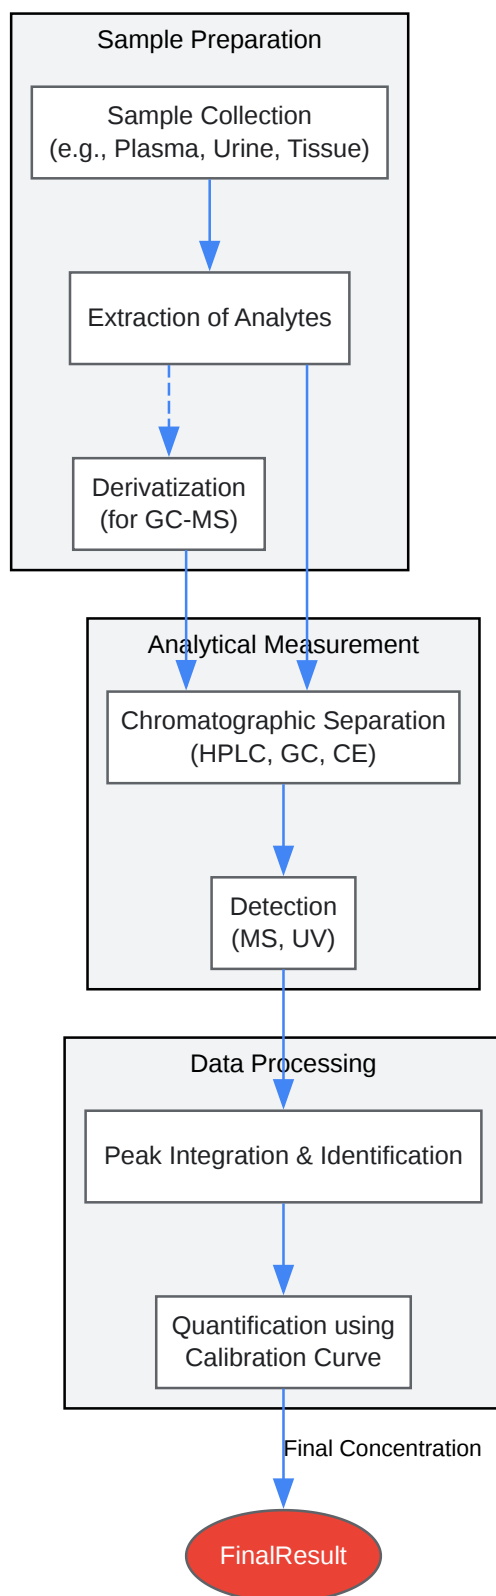 Sample Preparation
Sample Collection
(e.g., Plasma, Urine, Tissue)
Extraction of Analytes
Derivatization
(for GC-MS)
Analytical Measurement
Chromatographic Separation
(HPLC, GC, CE)
Detection
(MS, UV)
Data Processing
Peak Integration & Identification
Quantification using
Calibration Curve
Final Concentration
FinalResult